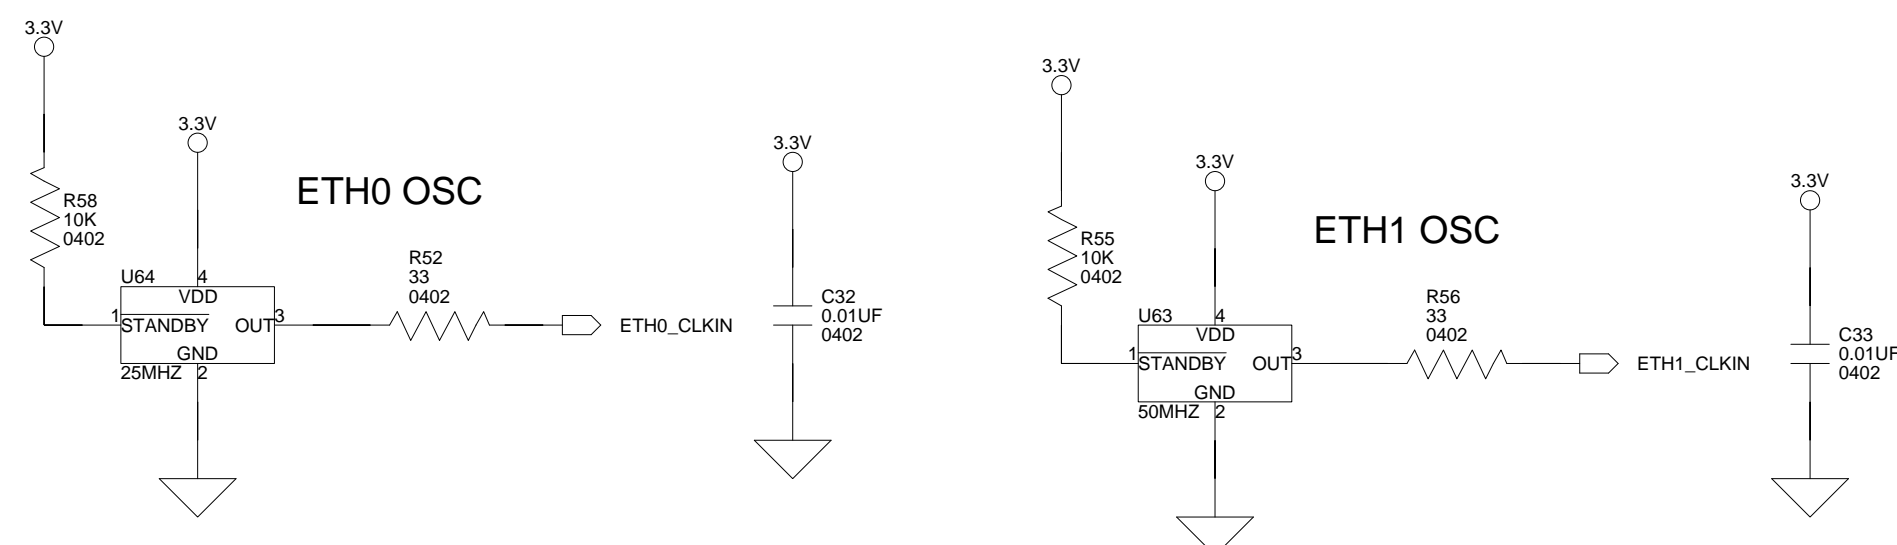 3.3V
3.3V
ETH0 OSC
R58
10K
0402
U64
4
VDD
1
STANDBY
OUT
3
GND
25MHZ
2
R52
33
0402
ETH0_CLKIN
3.3V
C32
0.01UF
0402
3.3V
3.3V
ETH1 OSC
R55
10K
0402
U63
4
VDD
1
STANDBY
OUT
3
GND
50MHZ
2
R56
33
0402
ETH1_CLKIN
3.3V
C33
0.01UF
0402